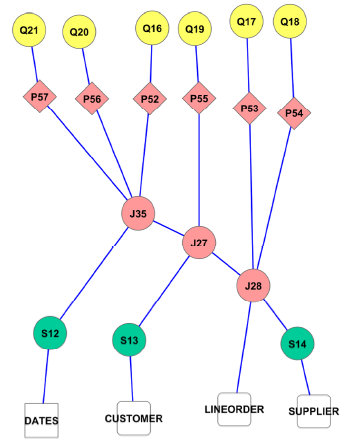 Q21
Q20
Q16
Q19
Q17
Q18
P57
P56
P52
P55
P53
P54
J35
J27
J28
S12
S13
S14
DATES
CUSTOMER
LINEORDER
SUPPLIER